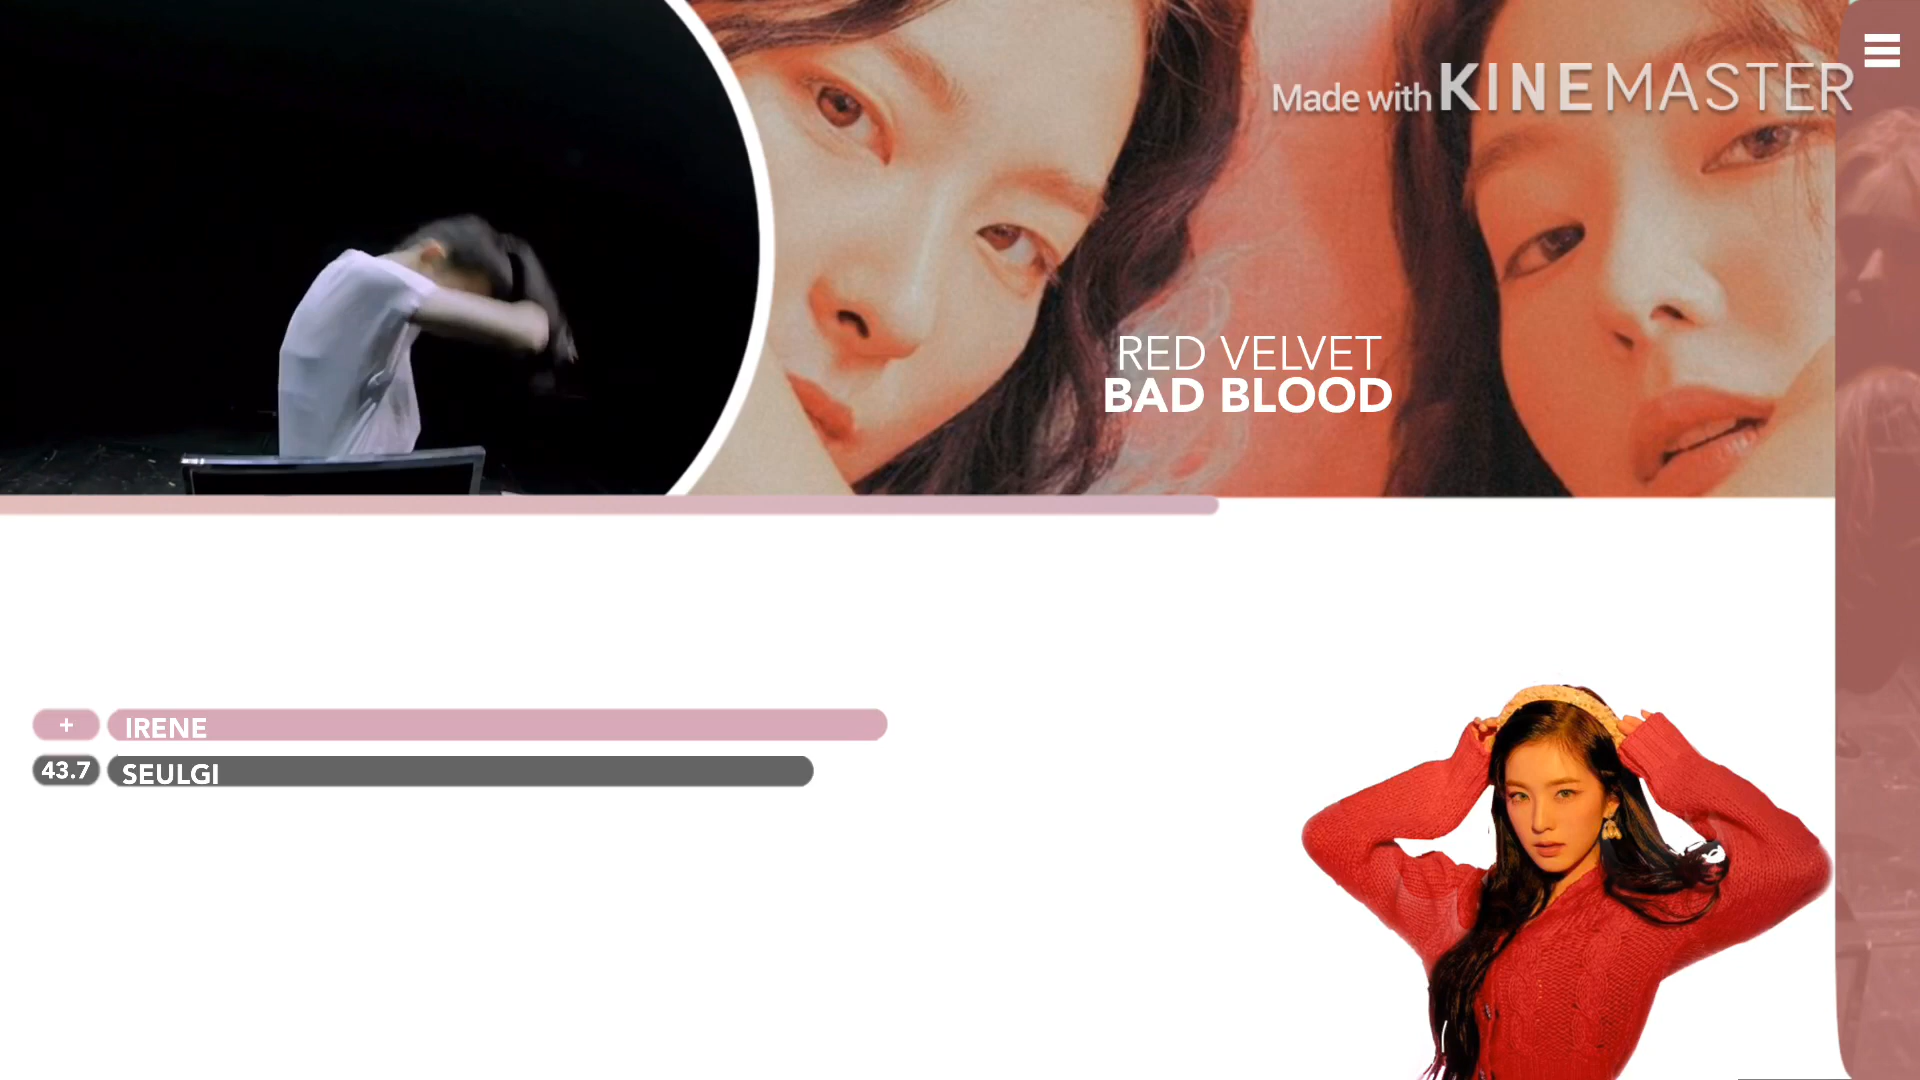 Made with KINEMASTER
RED VELVET
BAD BLOOD
+ IRENE
43.7 SEULGI